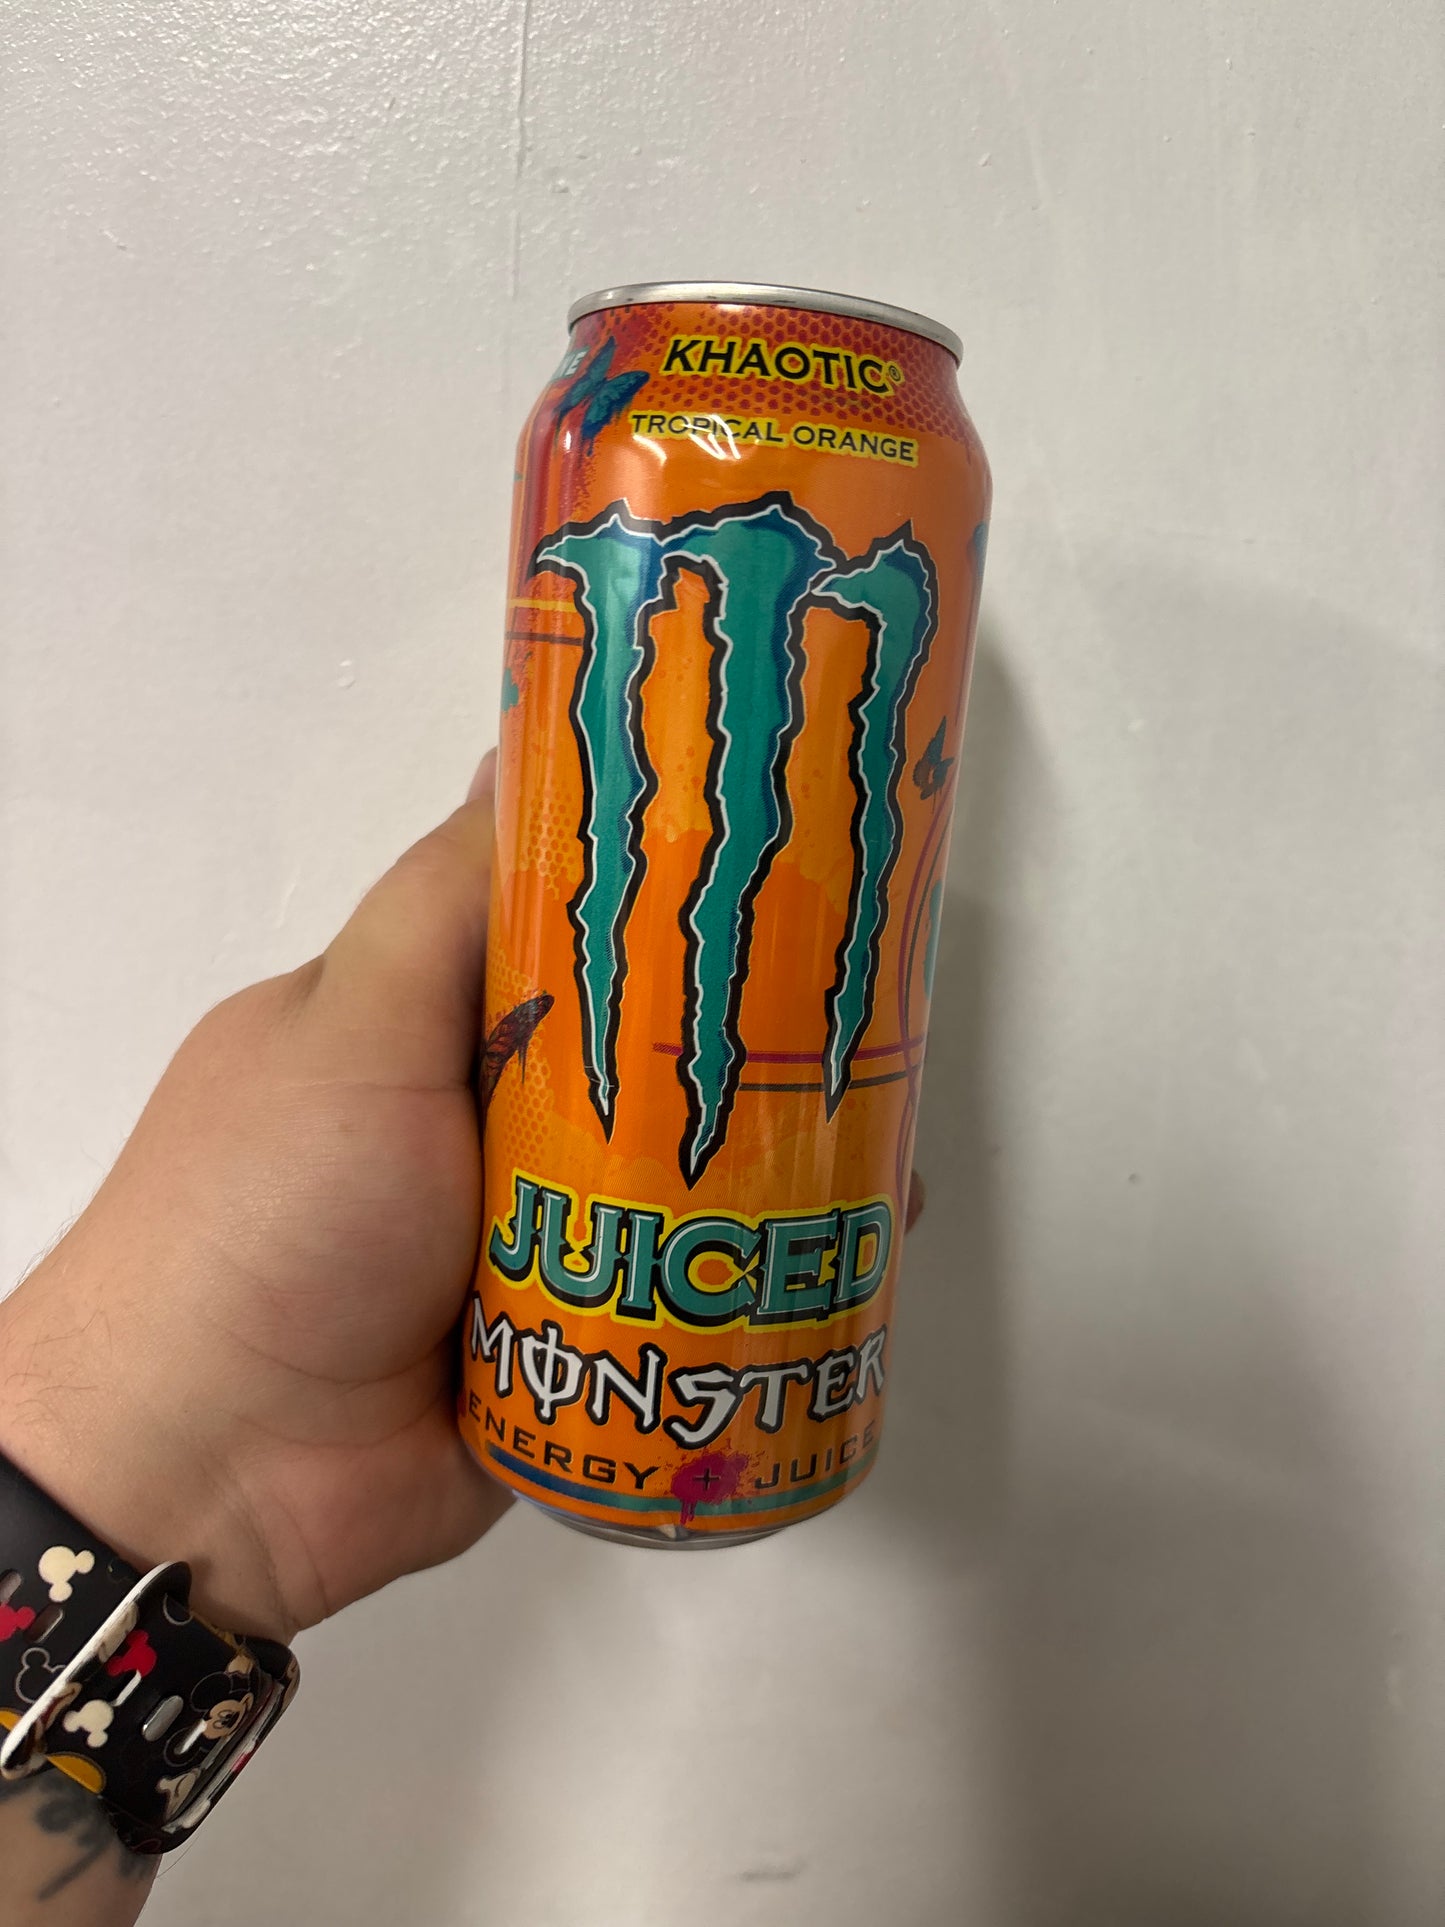 KHAOTIC®
TROPICAL ORANGE
JUICED
MONSTER
ENERGY + JUICE